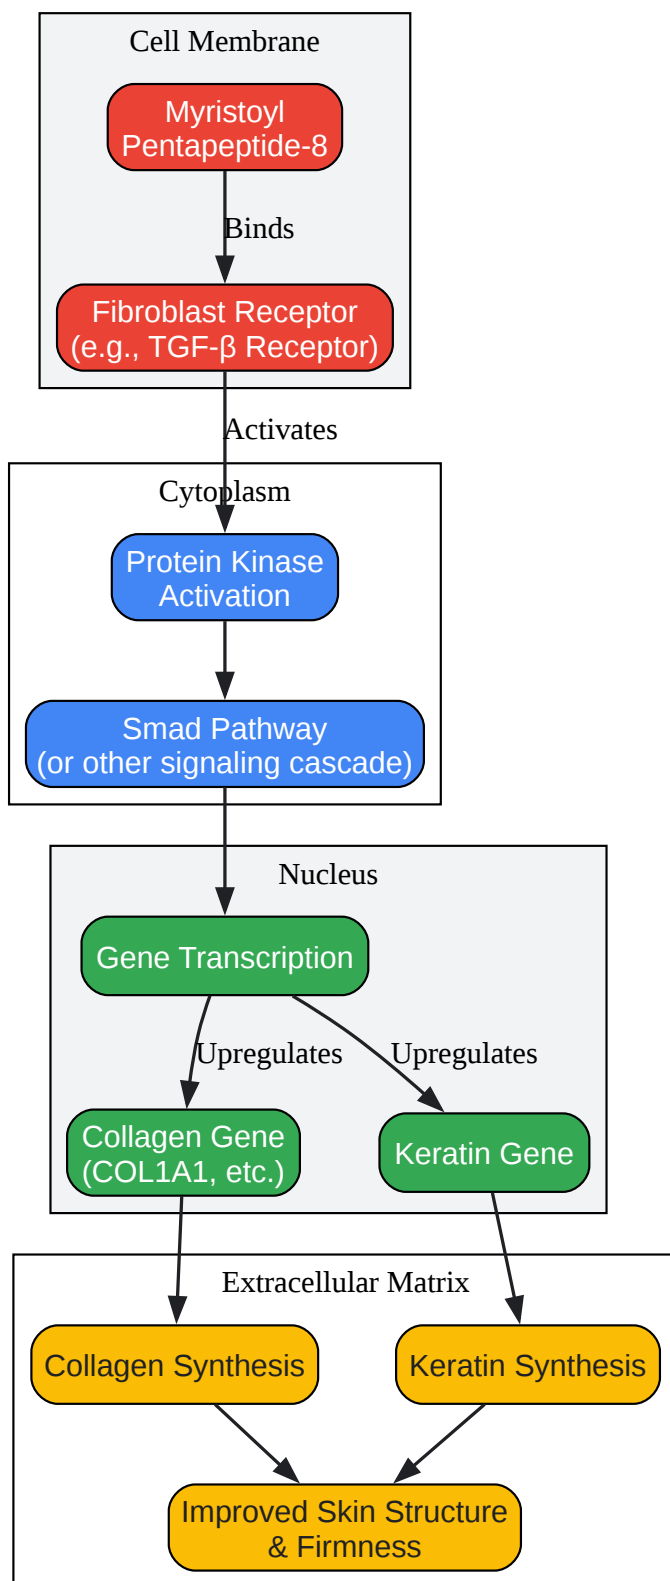 Cell Membrane
Myristoyl
Pentapeptide-8
Binds
Fibroblast Receptor
(e.g., TGF-β Receptor)
Activates
Cytoplasm
Protein Kinase
Activation
Smad Pathway
(or other signaling cascade)
Nucleus
Gene Transcription
Upregulates
Upregulates
Collagen Gene
(COL1A1, etc.)
Keratin Gene
Extracellular Matrix
Collagen Synthesis
Keratin Synthesis
Improved Skin Structure
& Firmness